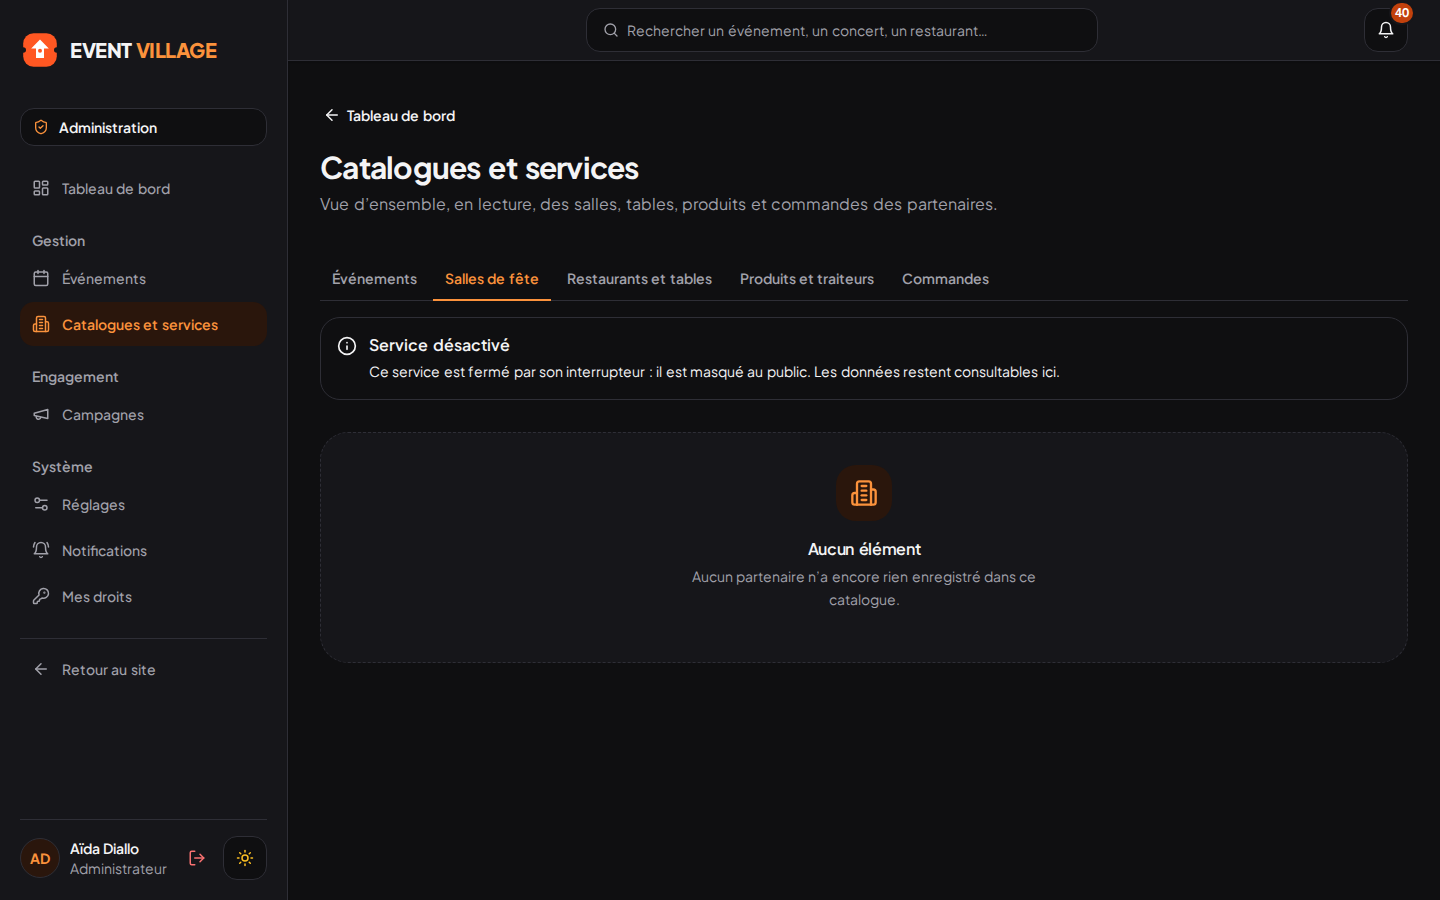 EVENT VILLAGE
Rechercher un événement, un concert, un restaurant...
40
Administration
Tableau de bord
Gestion
Événements
Catalogues et services
Engagement
Campagnes
Système
Réglages
Notifications
Mes droits
Retour au site
AD
Aïda Diallo
Administrateur
Tableau de bord
Catalogues et services
Vue d'ensemble, en lecture, des salles, tables, produits et commandes des partenaires.
Événements
Salles de fête
Restaurants et tables
Produits et traiteurs
Commandes
Service désactivé
Ce service est fermé par son interrupteur : il est masqué au public. Les données restent consultables ici.
Aucun élément
Aucun partenaire n'a encore rien enregistré dans ce
catalogue.